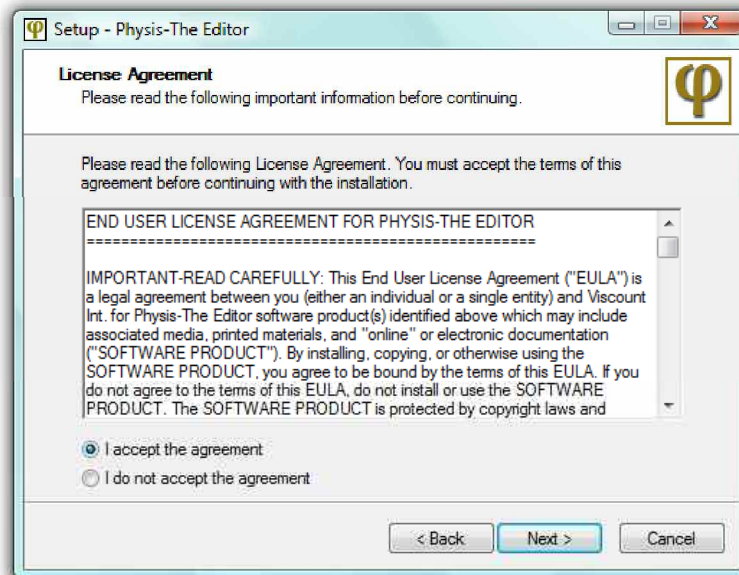 φ Setup - Physis-The Editor
License Agreement
Please read the following important information before continuing.
φ
Please read the following License Agreement. You must accept the terms of this
agreement before continuing with the installation.
END USER LICENSE AGREEMENT FOR PHYSIS-THE EDITOR
====================================================
IMPORTANT-READ CAREFULLY: This End User License Agreement ("EULA") is
a legal agreement between you (either an individual or a single entity) and Viscount
Int. for Physis-The Editor software product(s) identified above which may include
associated media, printed materials, and "online" or electronic documentation
("SOFTWARE PRODUCT"). By installing, copying, or otherwise using the
SOFTWARE PRODUCT, you agree to be bound by the terms of this EULA. If you
do not agree to the terms of this EULA, do not install or use the SOFTWARE
PRODUCT. The SOFTWARE PRODUCT is protected by copyright laws and
I accept the agreement
I do not accept the agreement
< Back
Next >
Cancel